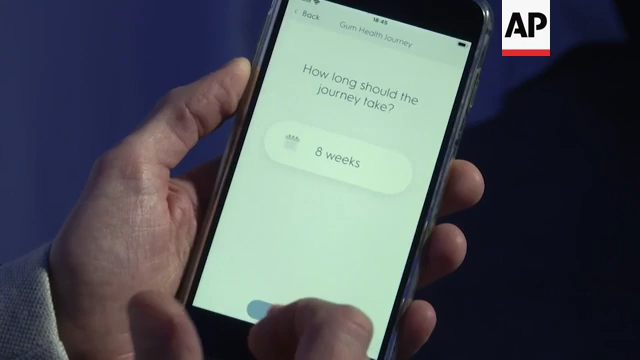 18:45
Back
Gum Health Journey
How long should the
journey take?
8 weeks
AP